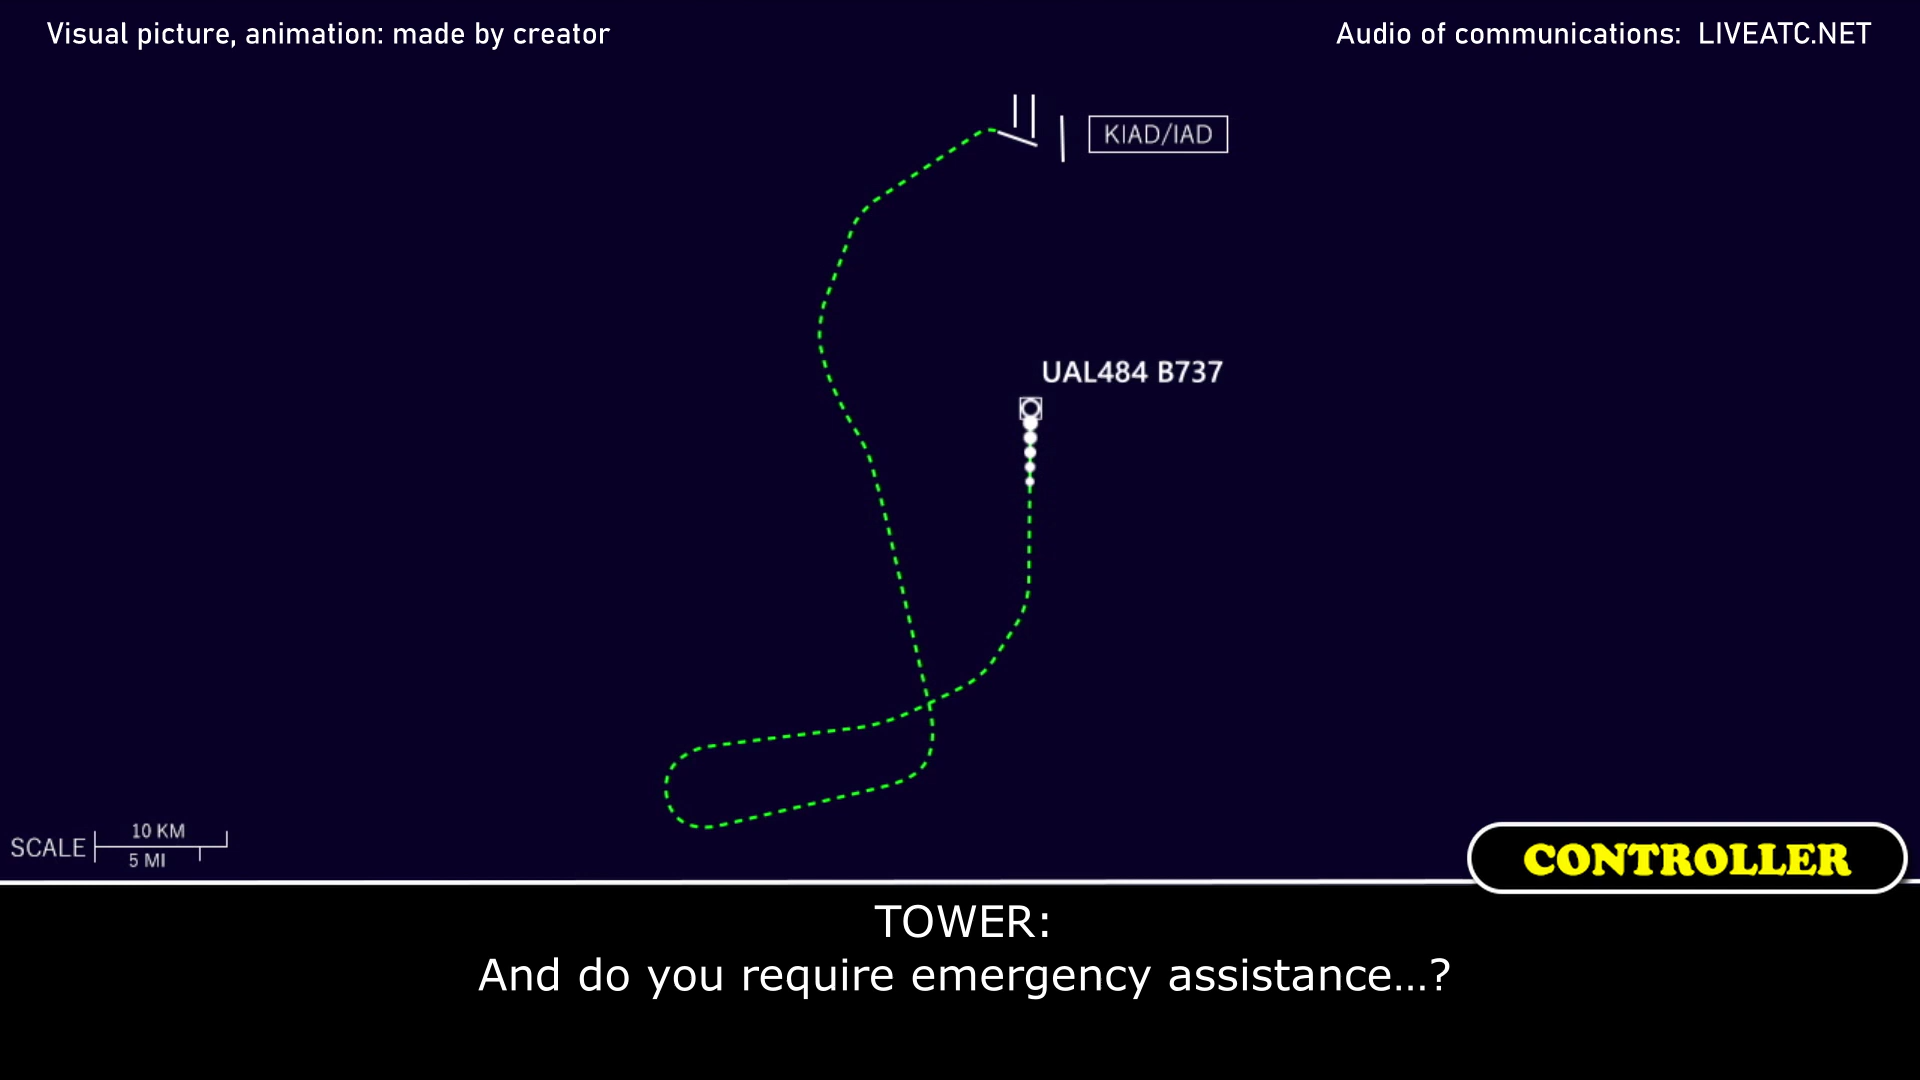 Visual picture, animation: made by creator
Audio of communications: LIVEATC.NET
KIAD/IAD
UAL484 B737
SCALE
10 KM
5 MI
CONTROLLER
TOWER:
And do you require emergency assistance...?